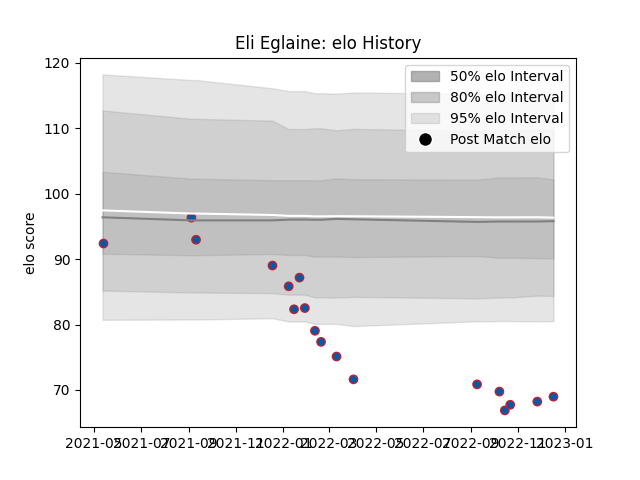 Eli Eglaine: elo History
120
110
100
90
80
70
elo score
50% elo Interval
80% elo Interval
95% elo Interval
Post Match elo
2021-05
2021-07
2021-09
2021-11
2022-01
2022-03
2022-05
2022-07
2022-09
2022-11
2023-01